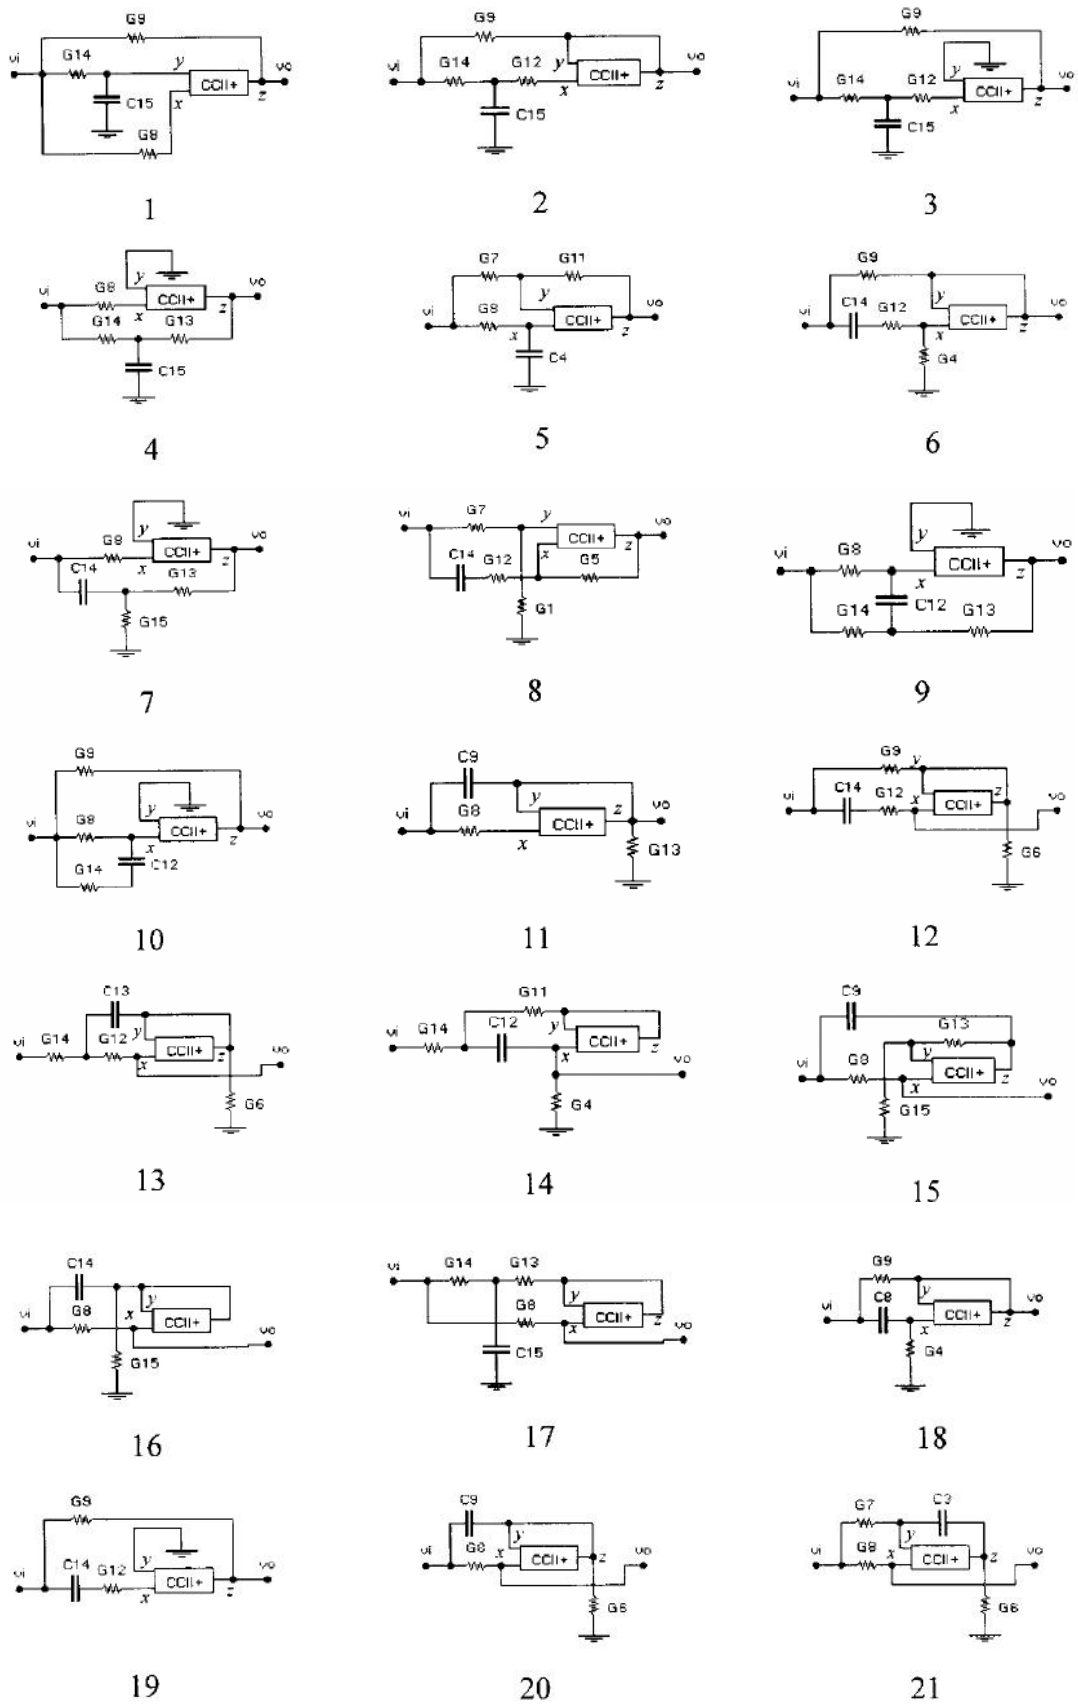 G9 G9 G9
vi G14 y CCII+ vo z C15 x G8
vi G14 G12 y CCII+ x z vo C15
vi G14 G12 y CCII+ x z vo C15
1 2 3
vi G8 y CCII+ x z vo G14 G13 C15
G7 G11 vi G8 y CCII+ x z vo C4
G9 vi C14 G12 y CCII+ x z vo G4
4 5 6
vi G8 y CCII+ x z vo C14 G13 G15
vi G7 y CCII+ x z vo C14 G12 G5 G1
vi G8 y CCII+ x z vo C12 G14 G13
7 8 9
G9 vi G8 y CCII+ x z vo C12 G14
C9 vi G8 y CCII+ x z vo G13
G9 y vi C14 G12 x CCII+ z vo G6
10 11 12
C13 vi G14 G12 y CCII+ x z vo G6
G11 vi G14 C12 y CCII+ x z vo G4
C9 G13 vi G8 y CCII+ x z vo G15
13 14 15
C14 vi G8 x y CCII+ vo G15
vi G14 G13 y G8 CCII+ x z vo C15
G9 vi C8 y CCII+ x z vo G4
16 17 18
G9 vi C14 G12 y CCII+ x z vo
C9 vi G8 y CCII+ x z vo G6
G7 C3 vi G8 y CCII+ x z vo G6
19 20 21